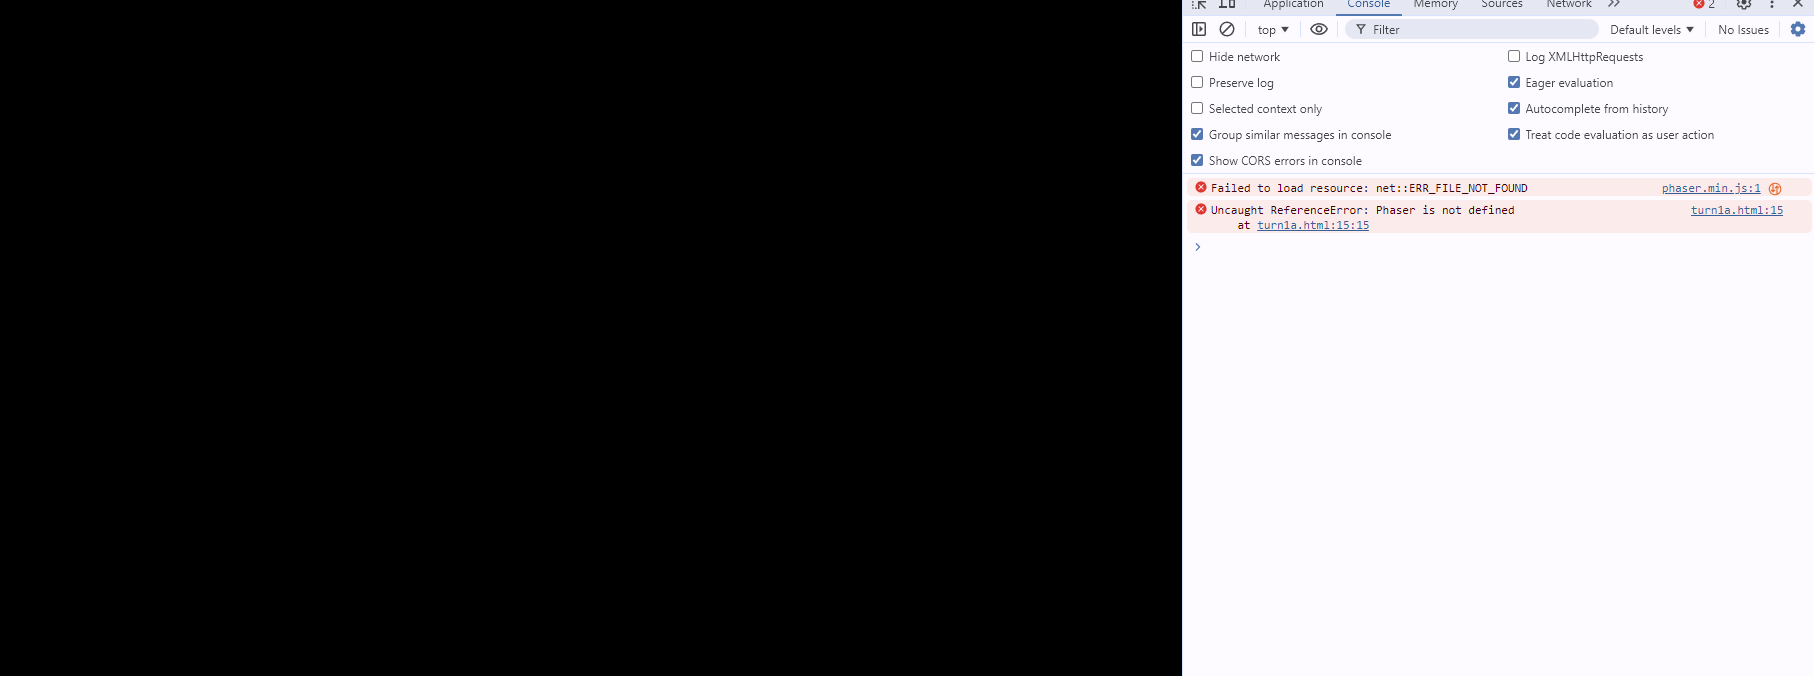 Application Console Memory Sources Network 2
top Filter Default levels No Issues
Hide network Log XMLHttpRequests
Preserve log Eager evaluation
Selected context only Autocomplete from history
Group similar messages in console Treat code evaluation as user action
Show CORS errors in console
Failed to load resource: net::ERR_FILE_NOT_FOUND phaser.min.js:1
Uncaught ReferenceError: Phaser is not defined turn1a.html:15
at turn1a.html:15:15